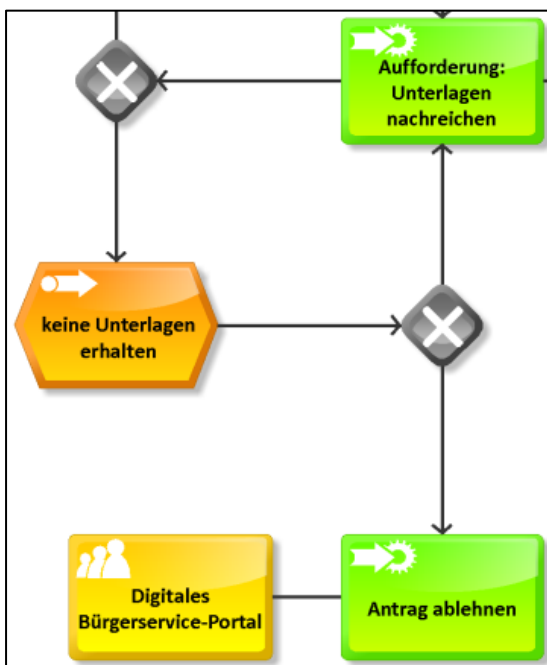 Aufforderung:
Unterlagen
nachreichen
keine Unterlagen
erhalten
Digitales
Bürgerservice-Portal
Antrag ablehnen